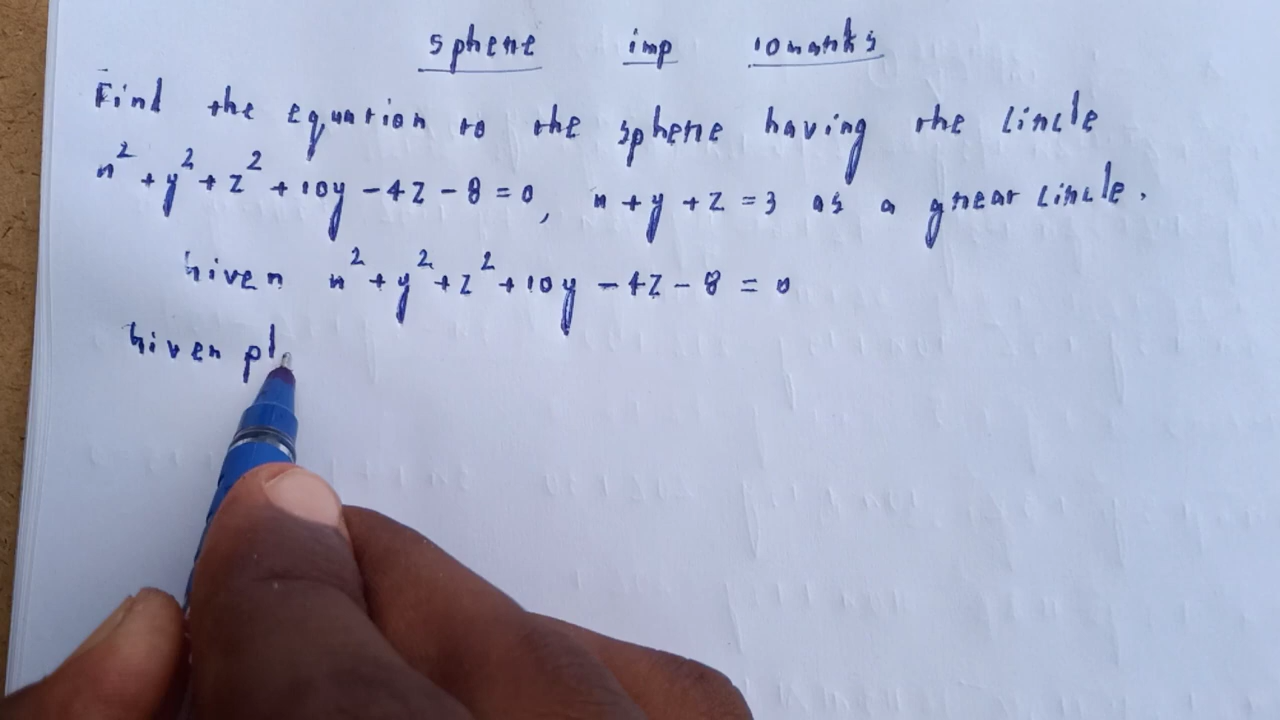 sphere imp 10marks
Find the equation to the sphere having the circle
x² + y² + z² + 10y - 4z - 8 = 0, x + y + z = 3 as a great circle.
Given x² + y² + z² + 10y - 4z - 8 = 0
Given pl